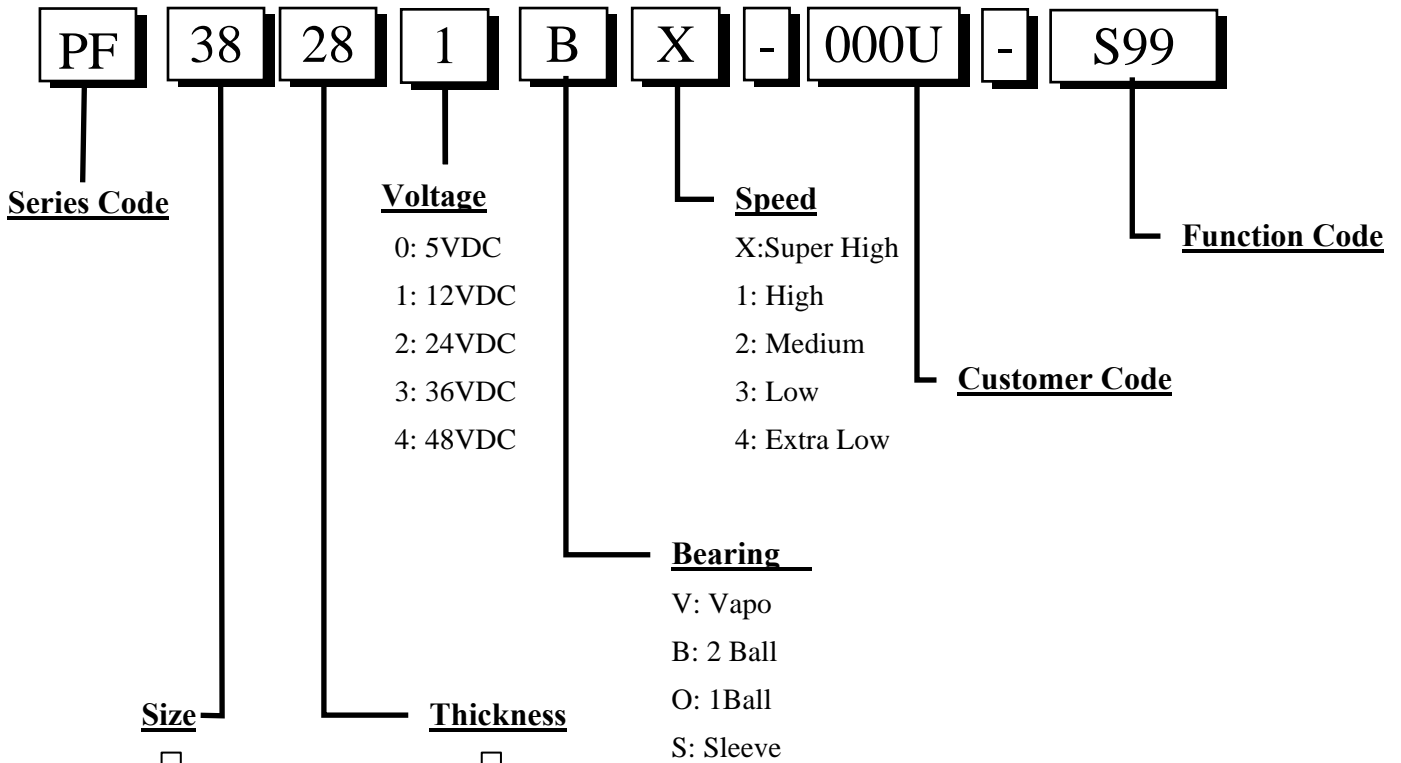 PF 38 28 1 B X - 000U - S99
Series Code
Voltage
0: 5VDC
1: 12VDC
2: 24VDC
3: 36VDC
4: 48VDC
Speed
X:Super High
1: High
2: Medium
3: Low
4: Extra Low
Function Code
Customer Code
Bearing
V: Vapo
B: 2 Ball
O: 1Ball
S: Sleeve
Size
Thickness